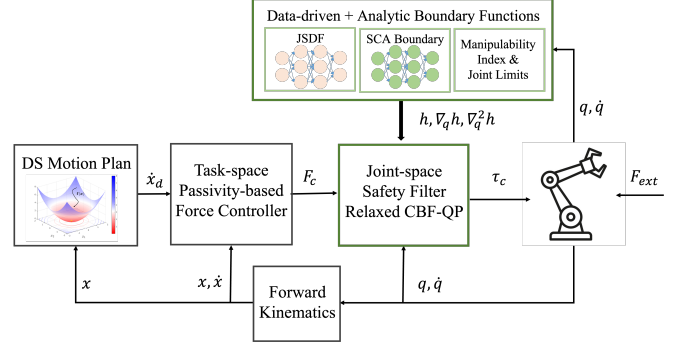 Data-driven + Analytic Boundary Functions
JSDF
SCA Boundary
Manipulability
Index &
Joint Limits
q, q̇
h, ∇_q h, ∇_q^2 h
DS Motion Plan
ẋ_d
Task-space
Passivity-based
Force Controller
F_c
Joint-space
Safety Filter
Relaxed CBF-QP
τ_c
F_ext
x
x, ẋ
Forward
Kinematics
q, q̇